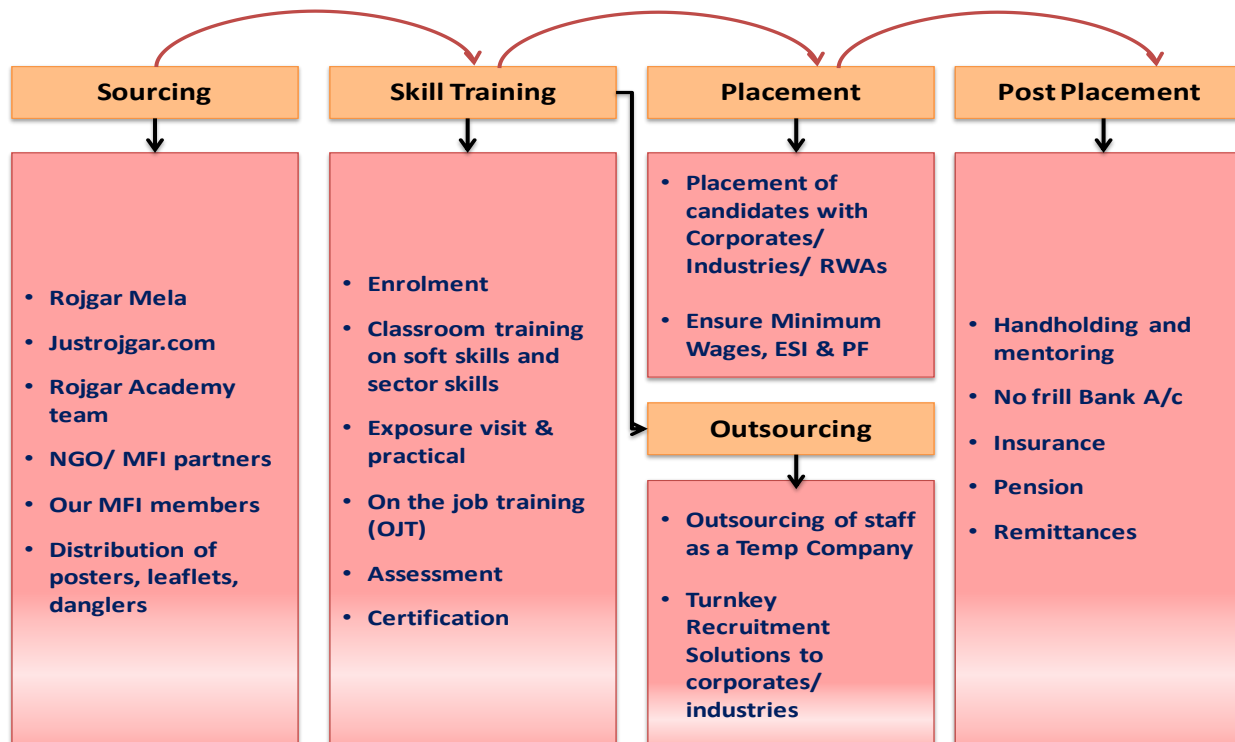 Sourcing
Skill Training
Placement
Post Placement
• Rojgar Mela
• Justrojgar.com
• Rojgar Academy
team
• NGO/ MFI partners
• Our MFI members
• Distribution of
posters, leaflets,
danglers
• Enrolment
• Classroom training
on soft skills and
sector skills
• Exposure visit &
practical
• On the job training
(OJT)
• Assessment
• Certification
• Placement of
candidates with
Corporates/
Industries/ RWAs
• Ensure Minimum
Wages, ESI & PF
Outsourcing
• Outsourcing of staff
as a Temp Company
• Turnkey
Recruitment
Solutions to
corporates/
industries
• Handholding and
mentoring
• No frill Bank A/c
• Insurance
• Pension
• Remittances